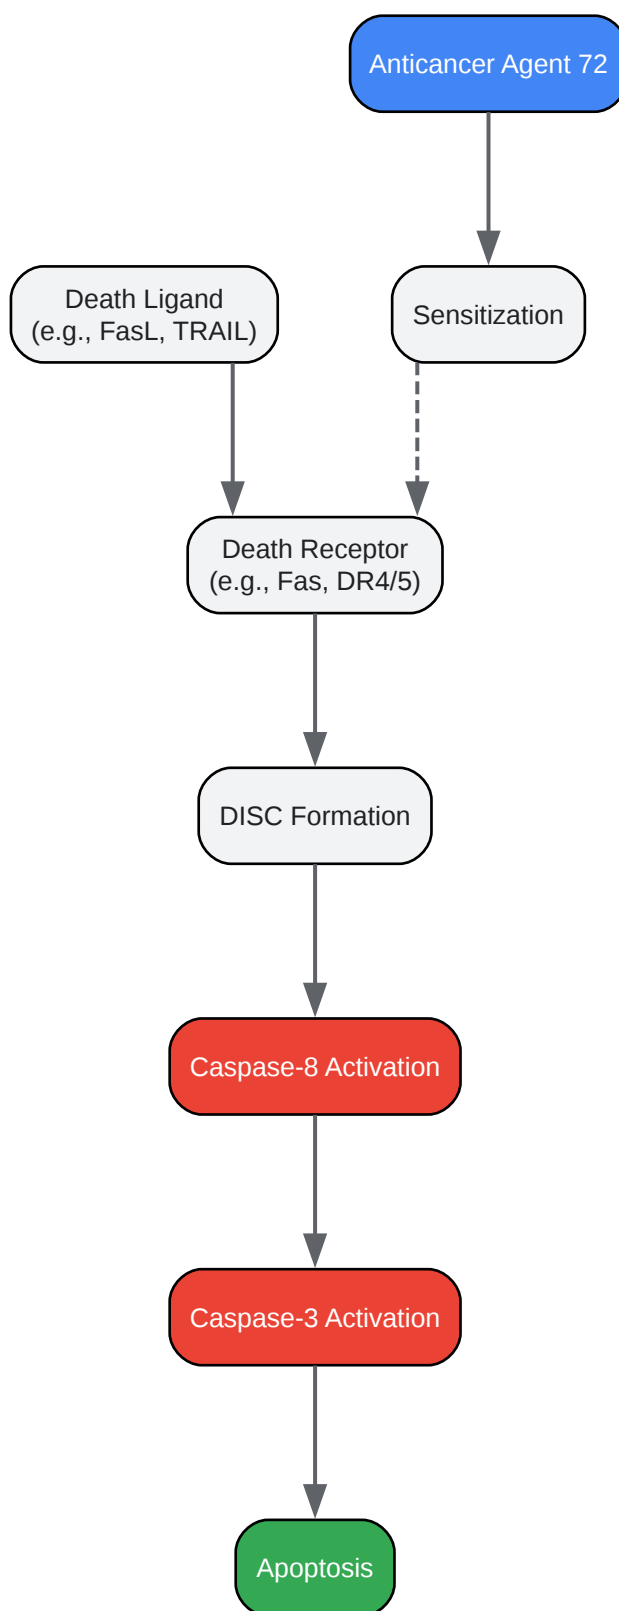 Anticancer Agent 72
Death Ligand
(e.g., FasL, TRAIL)
Sensitization
Death Receptor
(e.g., Fas, DR4/5)
DISC Formation
Caspase-8 Activation
Caspase-3 Activation
Apoptosis